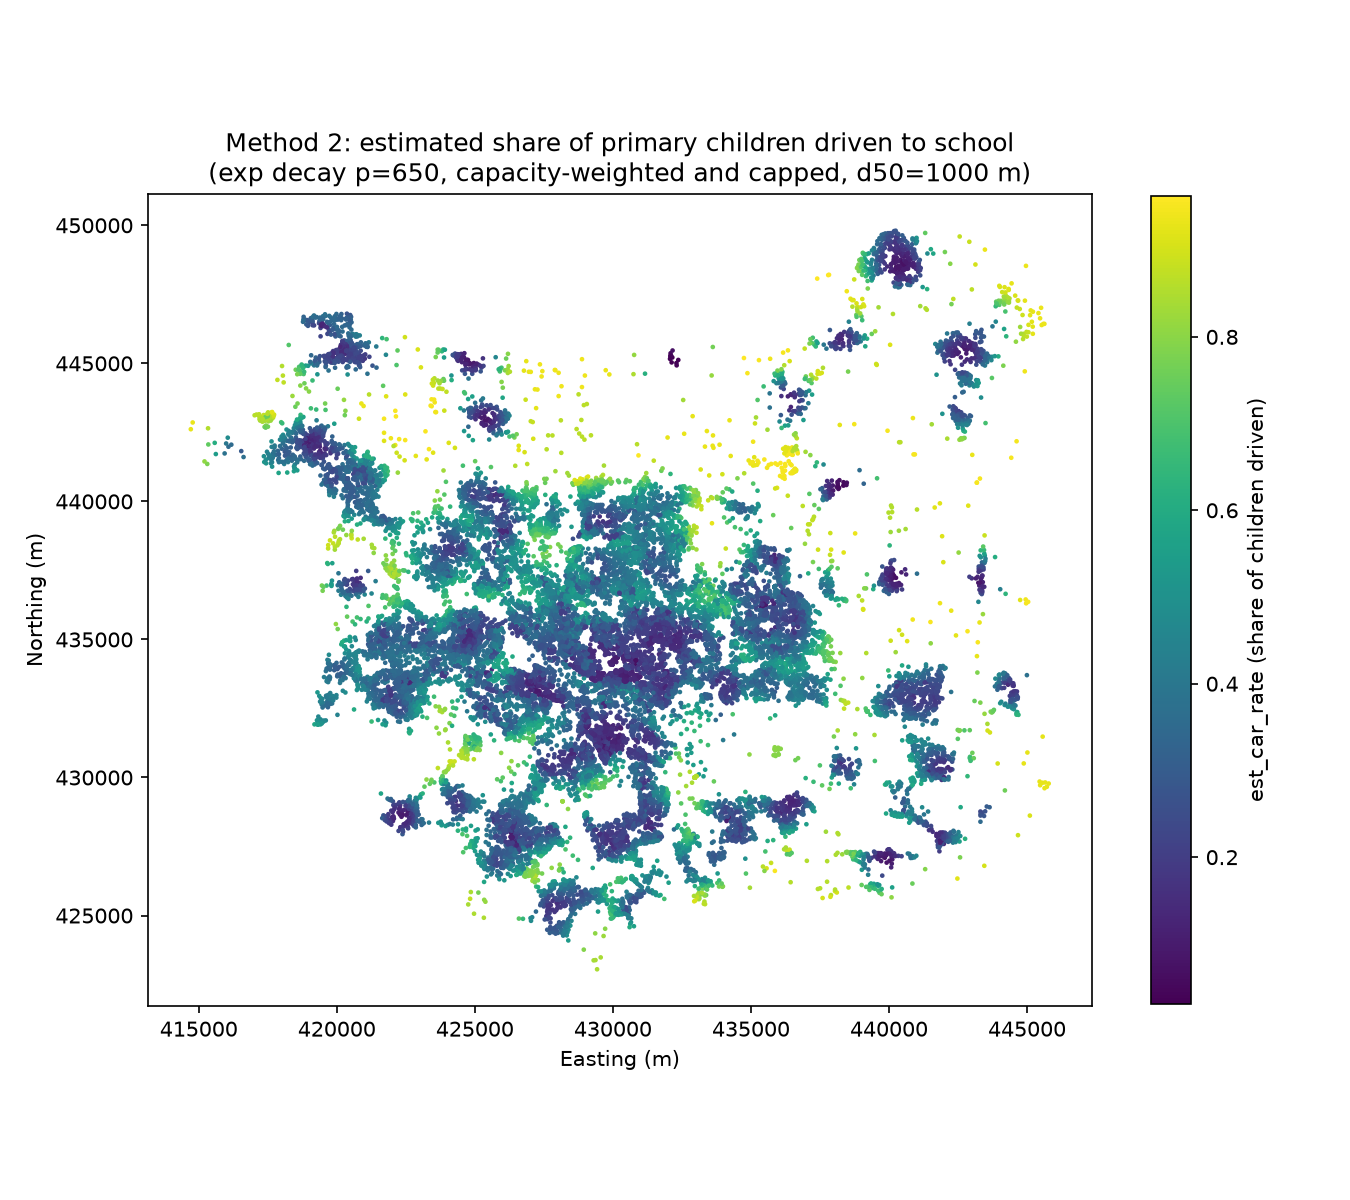 Method 2: estimated share of primary children driven to school
(exp decay p=650, capacity-weighted and capped, d50=1000 m)
450000
445000
440000
435000
430000
425000
Northing (m)
415000 420000 425000 430000 435000 440000 445000
Easting (m)
0.8
0.6
0.4
0.2
est_car_rate (share of children driven)